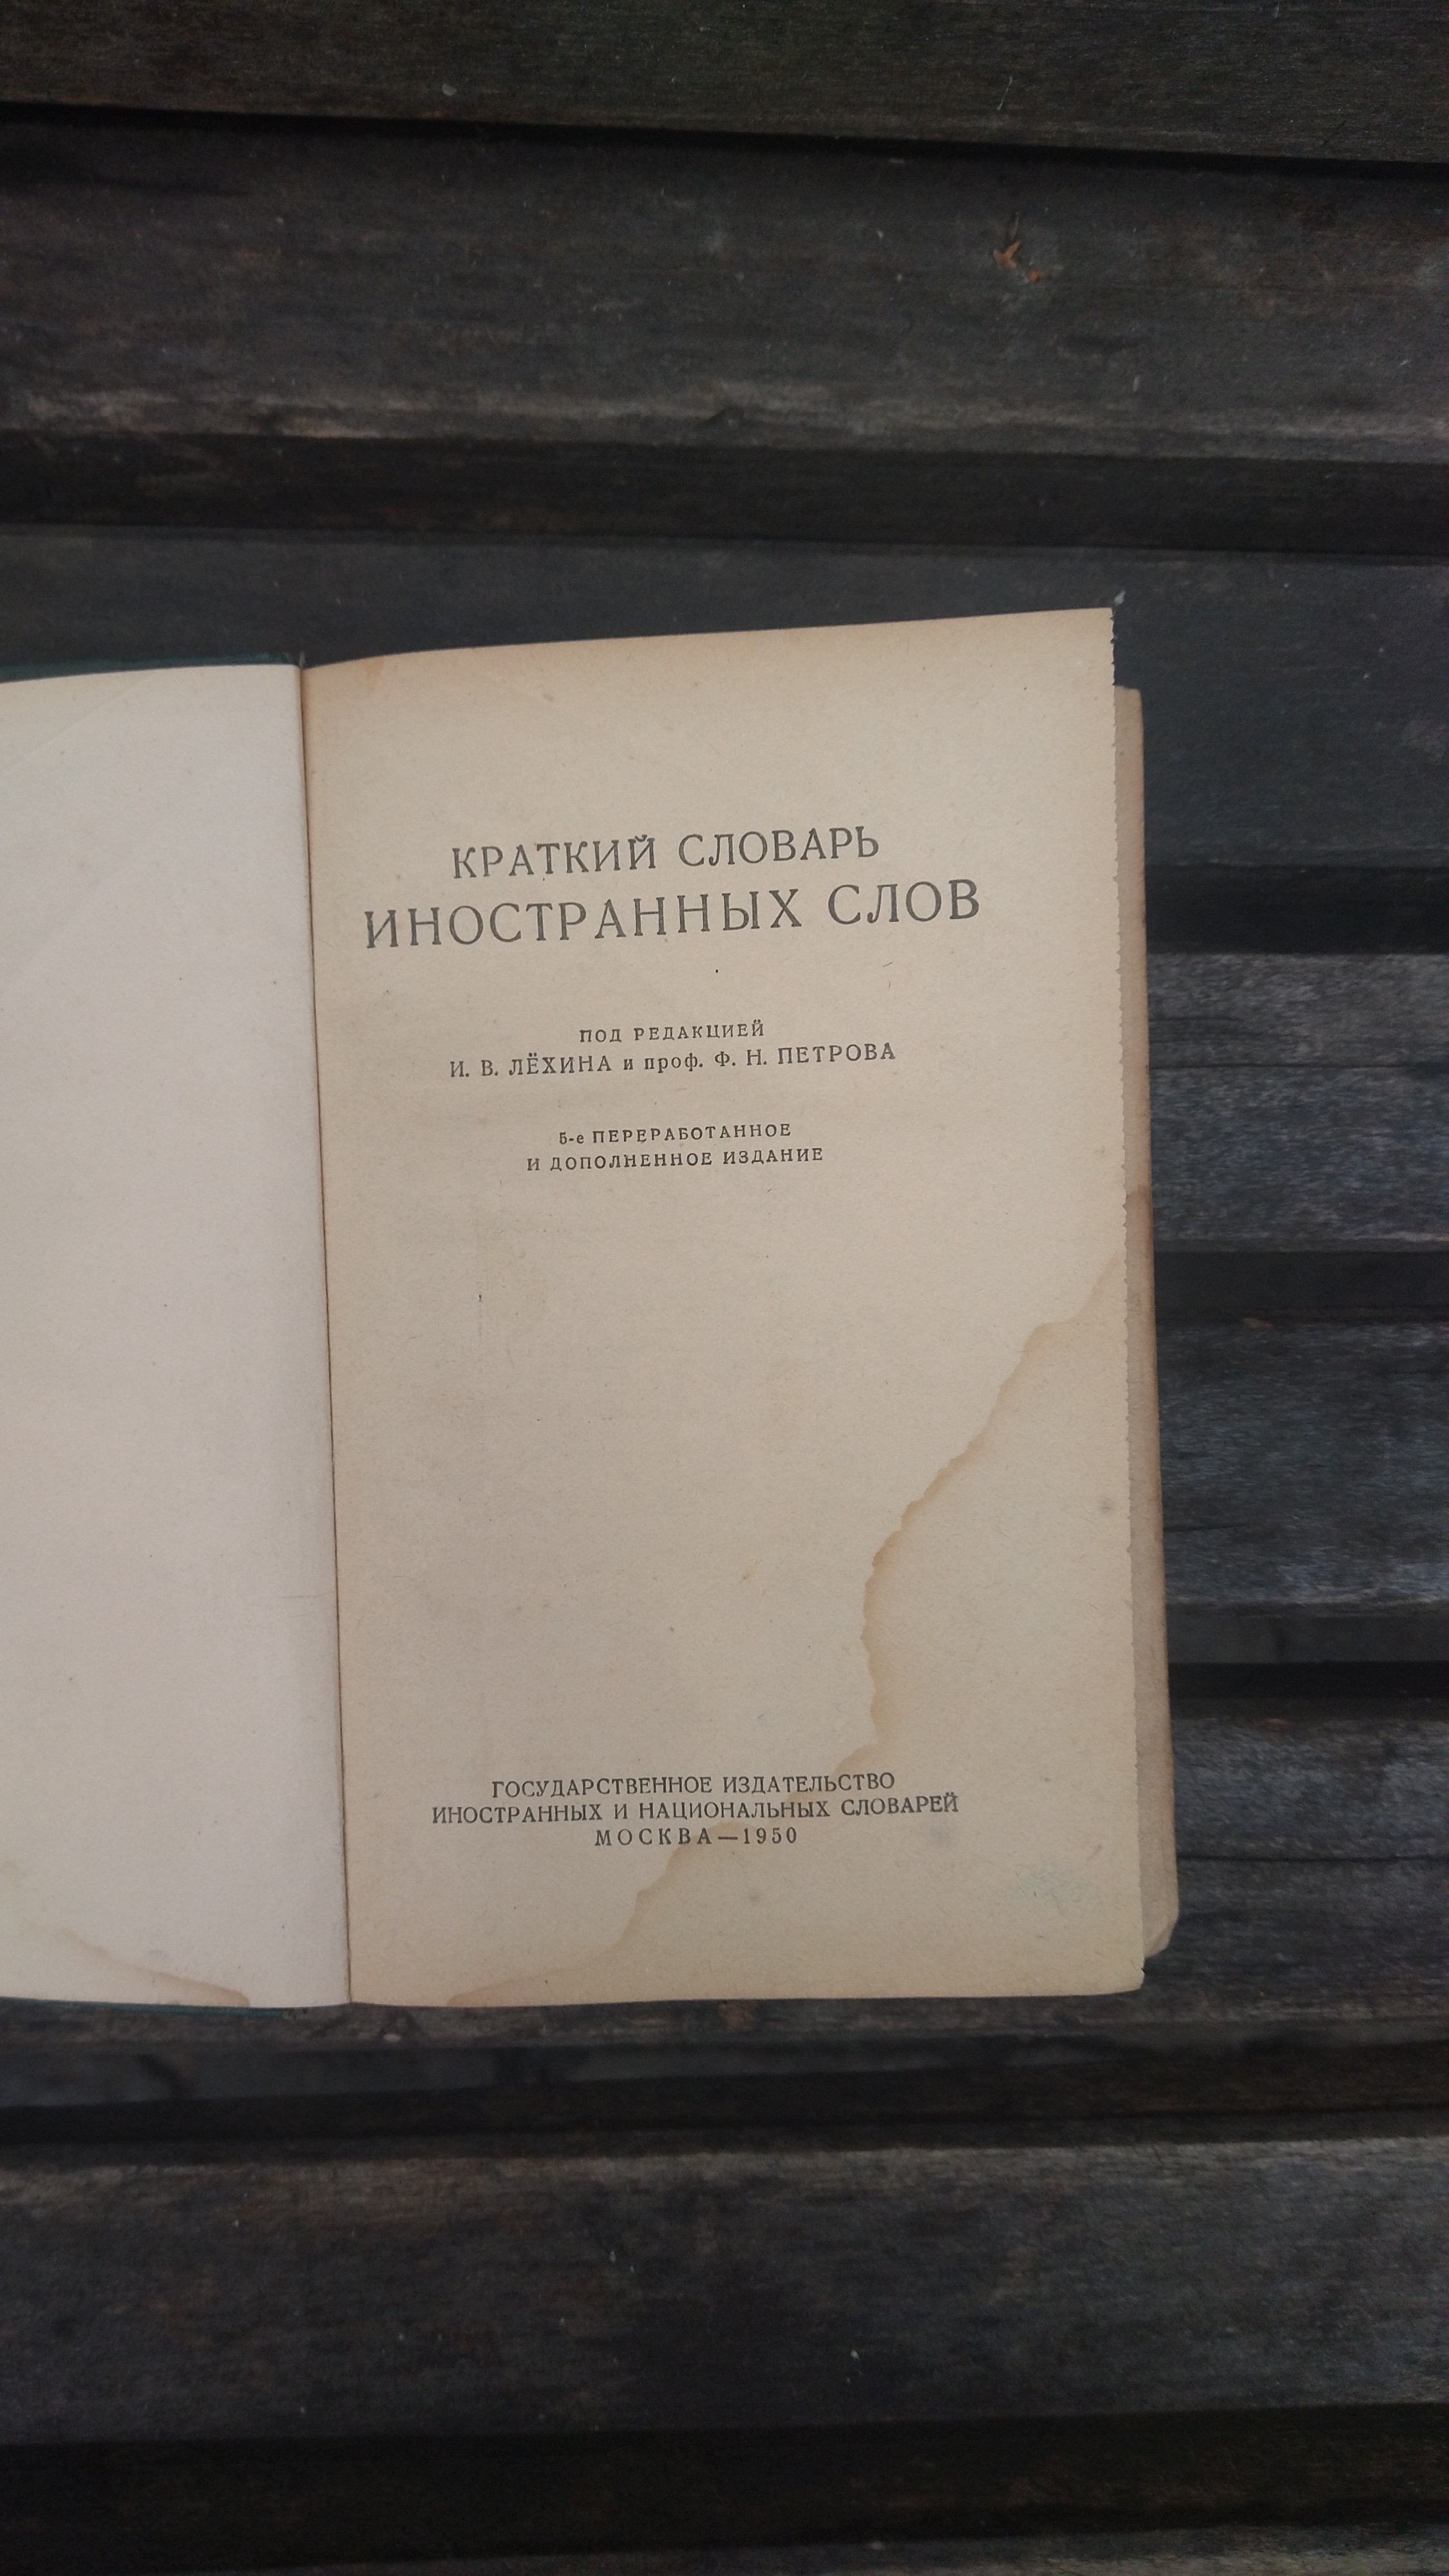 КРАТКИЙ СЛОВАРЬ
ИНОСТРАННЫХ СЛОВ
ПОД РЕДАКЦИЕЙ
И. В. ЛЁХИНА и проф. Ф. Н. ПЕТРОВА
5-е ПЕРЕРАБОТАННОЕ
И ДОПОЛНЕННОЕ ИЗДАНИЕ
ГОСУДАРСТВЕННОЕ ИЗДАТЕЛЬСТВО
ИНОСТРАННЫХ И НАЦИОНАЛЬНЫХ СЛОВАРЕЙ
МОСКВА—1950